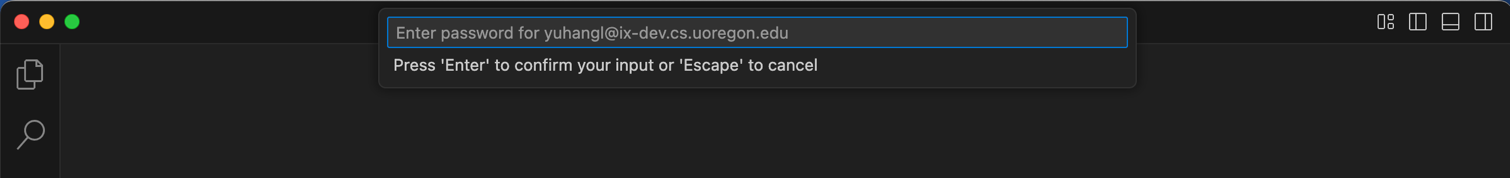 Enter password for yuhangl@ix-dev.cs.uoregon.edu
Press 'Enter' to confirm your input or 'Escape' to cancel